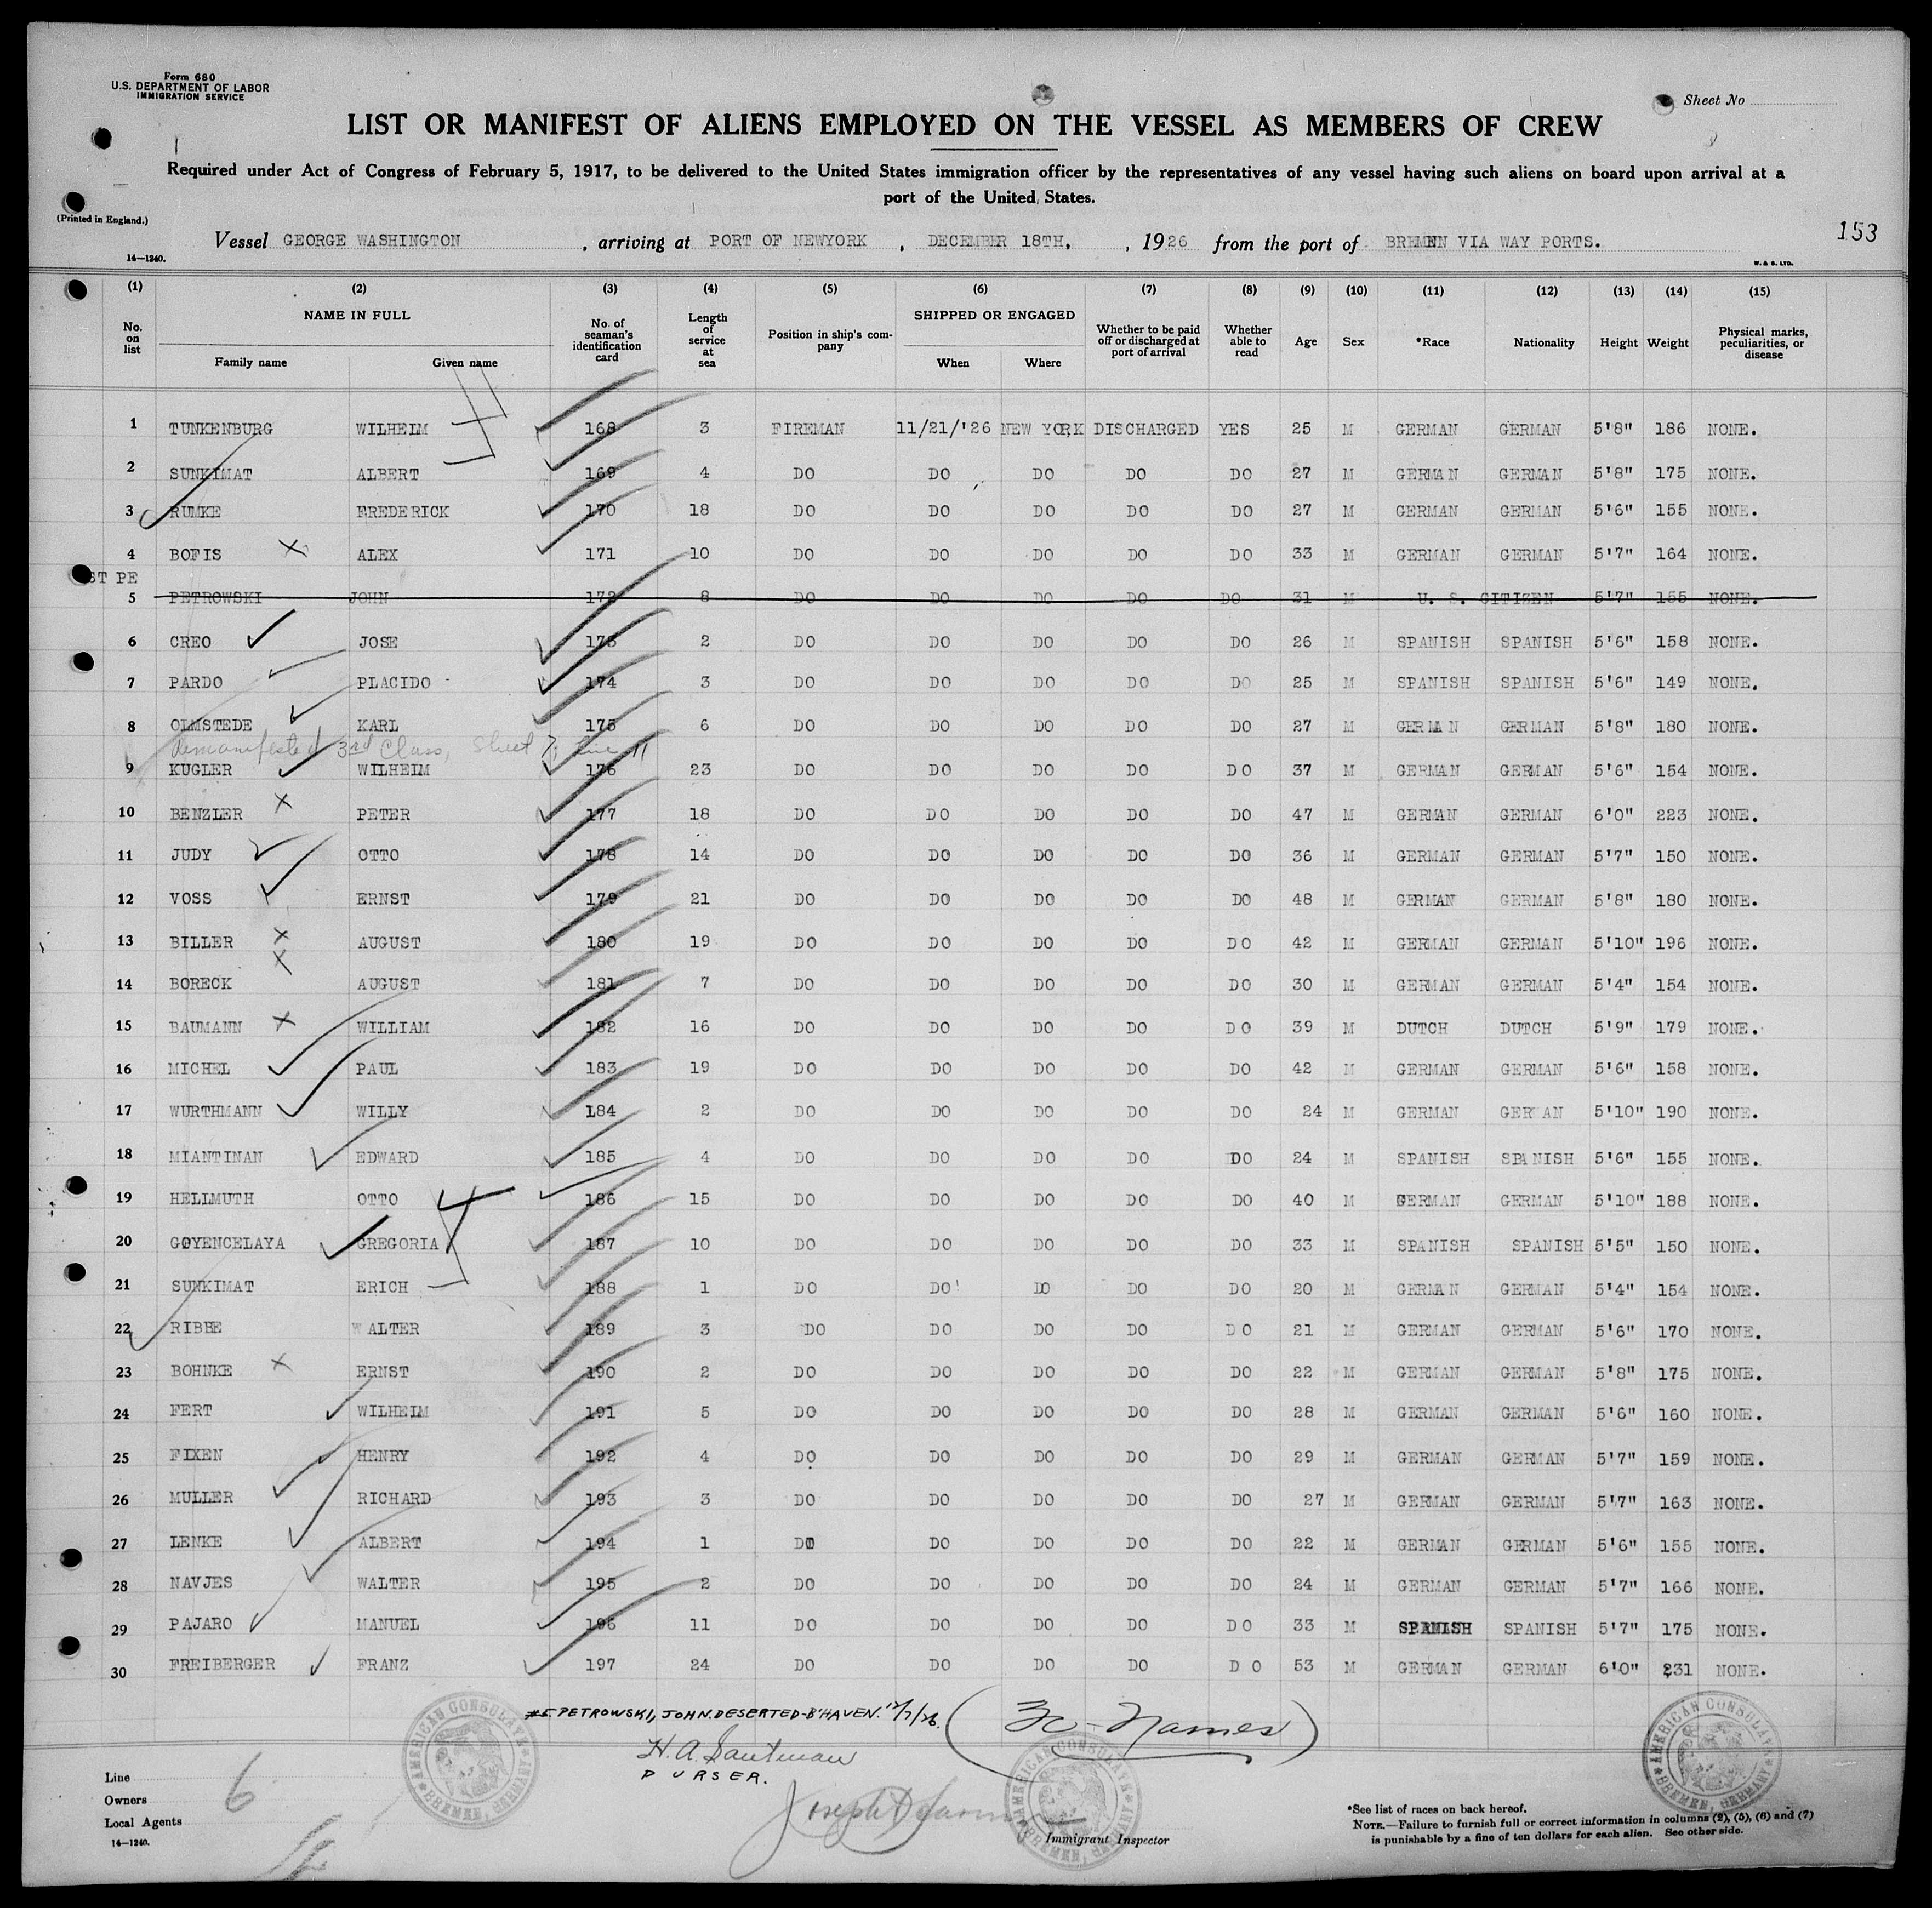 Form 680
U.S. DEPARTMENT OF LABOR
IMMIGRATION SERVICE
Sheet No
LIST OR MANIFEST OF ALIENS EMPLOYED ON THE VESSEL AS MEMBERS OF CREW
Required under Act of Congress of February 5, 1917, to be delivered to the United States immigration officer by the representatives of any vessel having such aliens on board upon arrival at a
port of the United States.
(Printed in England.)
153
Vessel GEORGE WASHINGTON , arriving at PORT OF NEWYORK , DECEMBER 18TH, , 1926 from the port of BREMEN VIA WAY PORTS.
14—1240.
W. & S. LTD.
(1) (2) (3) (4) (5) (6) (7) (8) (9) (10) (11) (12) (13) (14) (15)
No. on list NAME IN FULL Family name Given name No. of seaman's identification card Length of service at sea Position in ship's company SHIPPED OR ENGAGED When Where Whether to be paid off or discharged at port of arrival Whether able to read Age Sex *Race Nationality Height Weight Physical marks, peculiarities, or disease
1 TUNKENBURG WILHELM 168 3 FIREMAN 11/21/'26 NEW YORK DISCHARGED YES 25 M GERMAN GERMAN 5'8" 186 NONE.
2 SUNKIMAT ALBERT 169 4 DO DO DO DO DO 27 M GERMAN GERMAN 5'8" 175 NONE.
3 RUMKE FREDERICK 170 18 DO DO DO DO DO 27 M GERMAN GERMAN 5'6" 155 NONE.
4 BOFIS ALEX 171 10 DO DO DO DO DO 33 M GERMAN GERMAN 5'7" 164 NONE.
ST PE
5 PETROWSKI JOHN 172 8 DO DO DO DO DO 31 M U. S. CITIZEN 5'7" 155 NONE.
6 CREO JOSE 173 2 DO DO DO DO DO 26 M SPANISH SPANISH 5'6" 158 NONE.
7 PARDO PLACIDO 174 3 DO DO DO DO DO 25 M SPANISH SPANISH 5'6" 149 NONE.
8 OLMSTEDE KARL 175 6 DO DO DO DO DO 27 M GERMAN GERMAN 5'8" 180 NONE.
Remanifested 3rd Class, Sheet 7, line 11
9 KUGLER WILHELM 176 23 DO DO DO DO DO 37 M GERMAN GERMAN 5'6" 154 NONE.
10 BENZLER PETER 177 18 DO DO DO DO DO 47 M GERMAN GERMAN 6'0" 223 NONE.
11 JUDY OTTO 178 14 DO DO DO DO DO 36 M GERMAN GERMAN 5'7" 150 NONE.
12 VOSS ERNST 179 21 DO DO DO DO DO 48 M GERMAN GERMAN 5'8" 180 NONE.
13 BILLER AUGUST 180 19 DO DO DO DO DO 42 M GERMAN GERMAN 5'10" 196 NONE.
14 BORECK AUGUST 181 7 DO DO DO DO DO 30 M GERMAN GERMAN 5'4" 154 NONE.
15 BAUMANN WILLIAM 182 16 DO DO DO DO DO 39 M DUTCH DUTCH 5'9" 179 NONE.
16 MICHEL PAUL 183 19 DO DO DO DO DO 42 M GERMAN GERMAN 5'6" 158 NONE.
17 WURTHMANN WILLY 184 2 DO DO DO DO DO 24 M GERMAN GERMAN 5'10" 190 NONE.
18 MIANTINAN EDWARD 185 4 DO DO DO DO DO 24 M SPANISH SPANISH 5'6" 155 NONE.
19 HELLMUTH OTTO 186 15 DO DO DO DO DO 40 M GERMAN GERMAN 5'10" 188 NONE.
20 GOYENCELAYA GREGORIA 187 10 DO DO DO DO DO 33 M SPANISH SPANISH 5'5" 150 NONE.
21 SUNKIMAT ERICH 188 1 DO DO DO DO DO 20 M GERMAN GERMAN 5'4" 154 NONE.
22 RIBHE WALTER 189 3 DO DO DO DO DO 21 M GERMAN GERMAN 5'6" 170 NONE.
23 BOHNKE ERNST 190 2 DO DO DO DO DO 22 M GERMAN GERMAN 5'8" 175 NONE.
24 FERT WILHELM 191 5 DO DO DO DO DO 28 M GERMAN GERMAN 5'6" 160 NONE.
25 FIXEN HENRY 192 4 DO DO DO DO DO 29 M GERMAN GERMAN 5'7" 159 NONE.
26 MULLER RICHARD 193 3 DO DO DO DO DO 27 M GERMAN GERMAN 5'7" 163 NONE.
27 LENKE ALBERT 194 1 DO DO DO DO DO 22 M GERMAN GERMAN 5'6" 155 NONE.
28 NAVJES WALTER 195 2 DO DO DO DO DO 24 M GERMAN GERMAN 5'7" 166 NONE.
29 PAJARO MANUEL 196 11 DO DO DO DO DO 33 M SPANISH SPANISH 5'7" 175 NONE.
30 FREIBERGER FRANZ 197 24 DO DO DO DO DO 53 M GERMAN GERMAN 6'0" 231 NONE.
#5 PETROWSKI, JOHN. DESERTED-B'HAVEN. 12/7/26. ( Names)
H. A. Sautman
PURSER.
AMERICAN CONSULATE BREMEN, GERMANY
AMERICAN CONSULATE BREMEN, GERMANY
AMERICAN CONSULATE BREMEN, GERMANY
Line
Owners 6
Local Agents
14—1240.
Joseph
Immigrant Inspector
*See list of races on back hereof.
NOTE.—Failure to furnish full or correct information in columns (2), (5), (6) and (7)
is punishable by a fine of ten dollars for each alien. See other side.